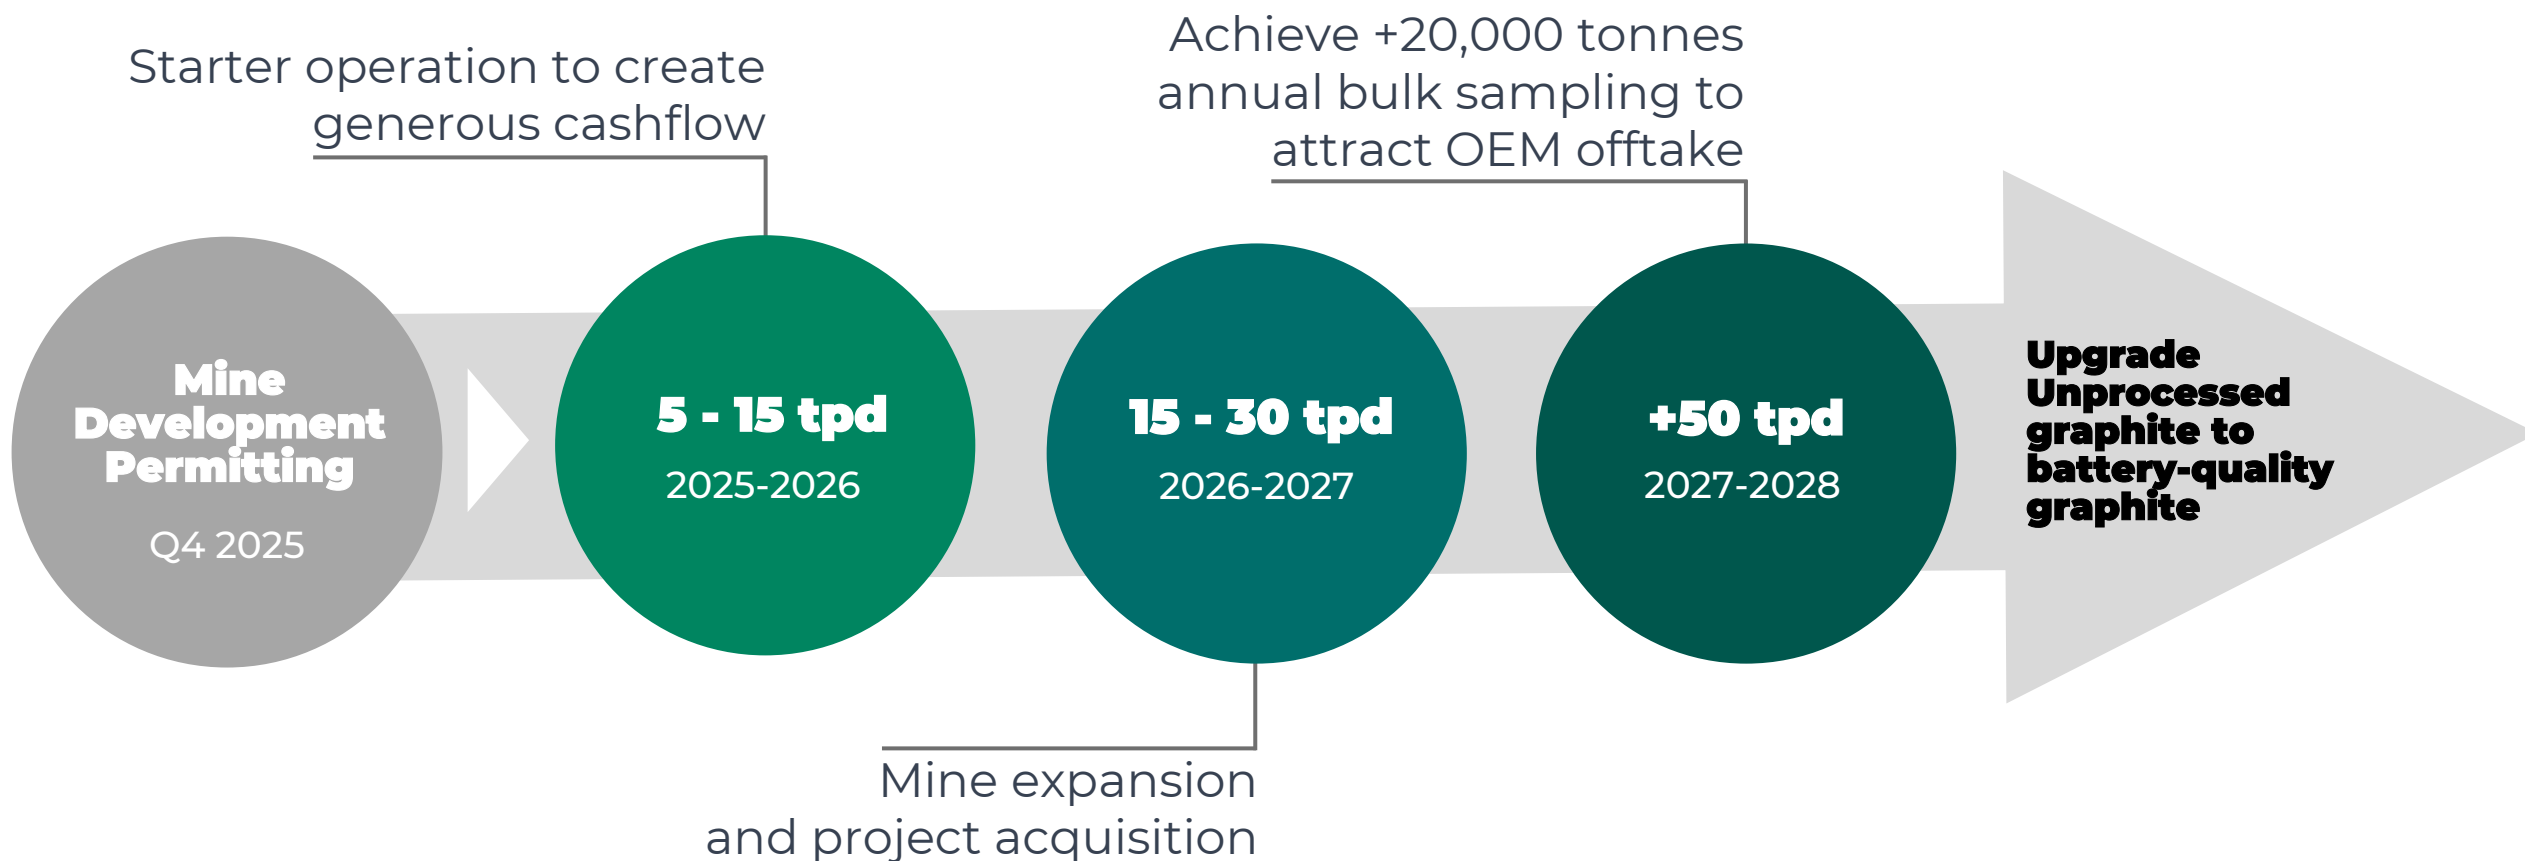 Starter operation to create
generous cashflow
Achieve +20,000 tonnes
annual bulk sampling to
attract OEM offtake
Mine
Development
Permitting
Q4 2025
5 - 15 tpd
2025-2026
15 - 30 tpd
2026-2027
+50 tpd
2027-2028
Upgrade
Unprocessed
graphite to
battery-quality
graphite
Mine expansion
and project acquisition